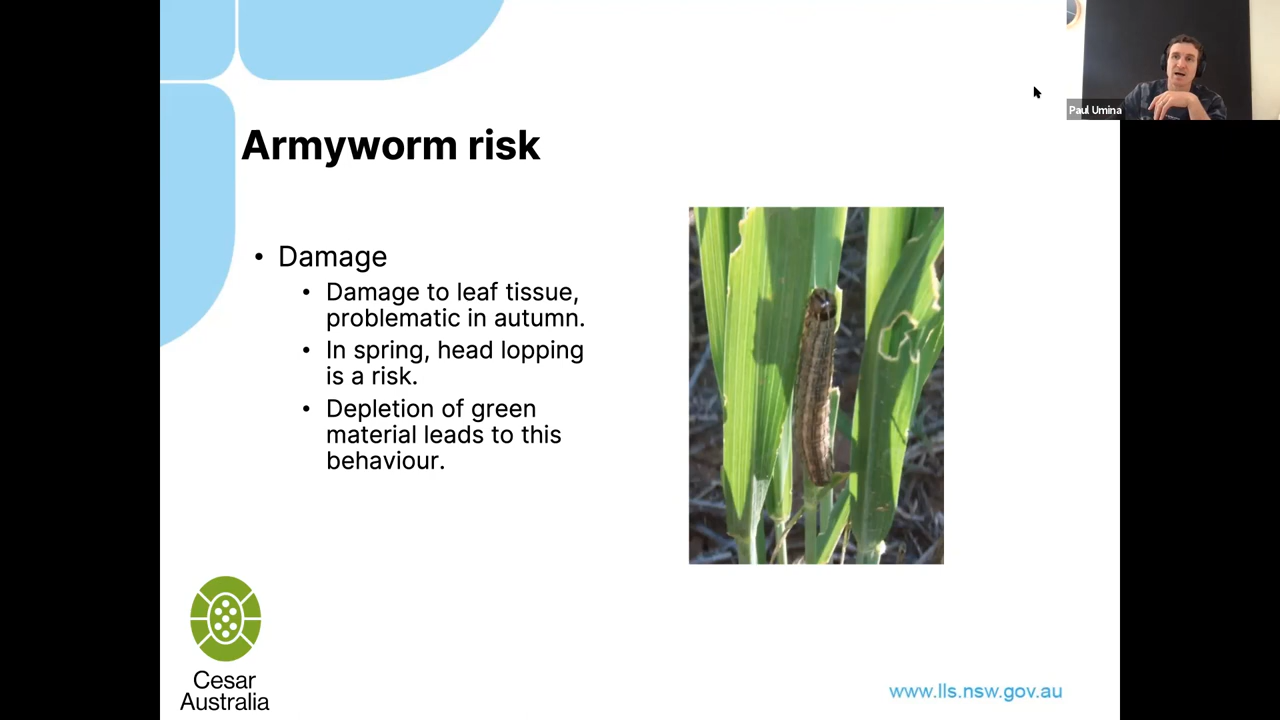 Paul Umina
Armyworm risk
• Damage
• Damage to leaf tissue,
problematic in autumn.
• In spring, head lopping
is a risk.
• Depletion of green
material leads to this
behaviour.
Cesar
Australia
www.lls.nsw.gov.au